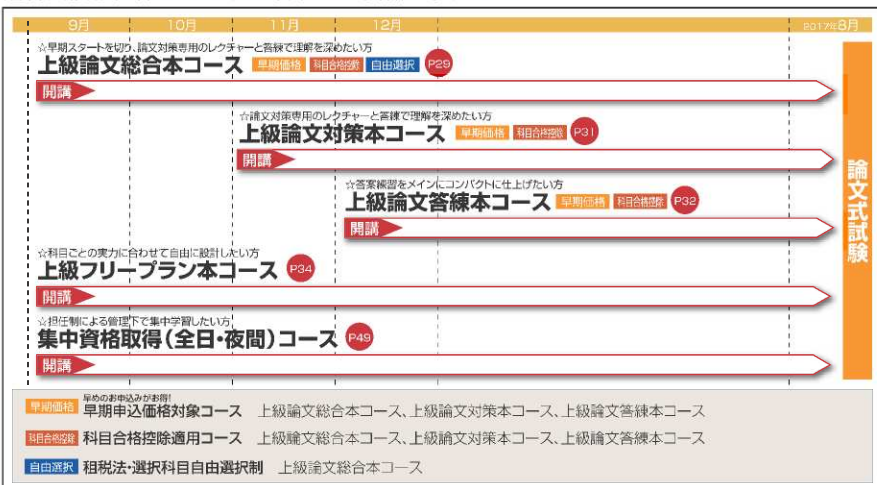 9月 10月 11月 12月 2017年8月
☆早期スタートを切り、論文対策専用のレクチャーと答練で理解を深めたい方
上級論文総合本コース 早期価格 科目合格控除 自由選択 P29
開講
☆論文対策専用のレクチャーと答練で理解を深めたい方
上級論文対策本コース 早期価格 科目合格控除 P31
開講
☆答案練習をメインにコンパクトに仕上げたい方
上級論文答練本コース 早期価格 科目合格控除 P32
開講
☆科目ごとの実力に合わせて自由に設計したい方
上級フリープラン本コース P34
開講
☆担任制による管理下で集中学習したい方
集中資格取得(全日・夜間)コース P49
開講
論文式試験
早めのお申込みがお得!
早期価格 早期申込価格対象コース 上級論文総合本コース、上級論文対策本コース、上級論文答練本コース
科目合格控除 科目合格控除適用コース 上級論文総合本コース、上級論文対策本コース、上級論文答練本コース
自由選択 租税法・選択科目自由選択制 上級論文総合本コース